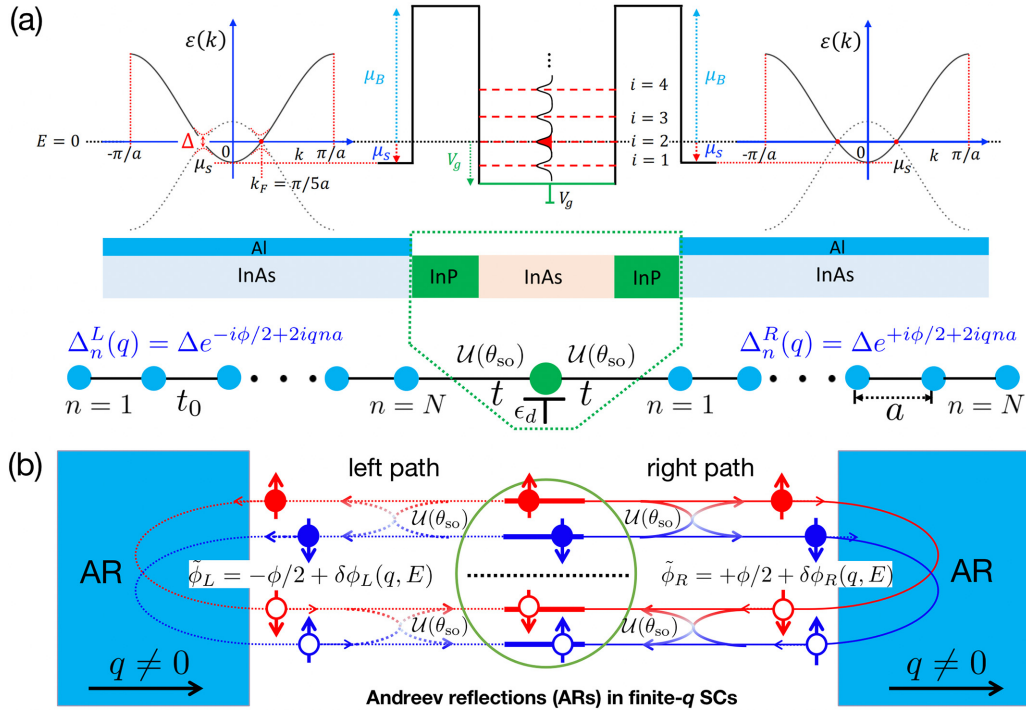 (a)
ε(k)
μ_B
i = 4
i = 3
i = 2
i = 1
μ_B
ε(k)
E = 0
Δ
-π/a
μ_S
0
k
π/a
k_F = π/5a
μ_S
V_g
V_g
μ_S
-π/a
0
μ_S
k
π/a
Al
InAs
InP
InAs
InP
Al
InAs
Δ_n^L(q) = Δe^{-iφ/2+2iqna}
U(θ_so)
U(θ_so)
Δ_n^R(q) = Δe^{+iφ/2+2iqna}
n = 1
t_0
n = N
t
ϵ_d
t
n = 1
a
n = N
(b)
left path
right path
U(θ_so)
U(θ_so)
AR
φ̃_L = −φ/2 + δφ_L(q, E)
φ̃_R = +φ/2 + δφ_R(q, E)
AR
U(θ_so)
U(θ_so)
q ≠ 0
q ≠ 0
Andreev reflections (ARs) in finite-q SCs